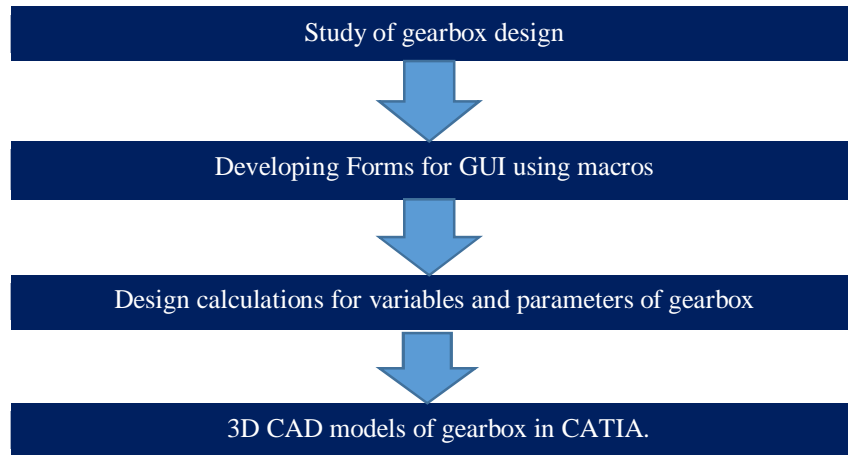 Study of gearbox design
Developing Forms for GUI using macros
Design calculations for variables and parameters of gearbox
3D CAD models of gearbox in CATIA.